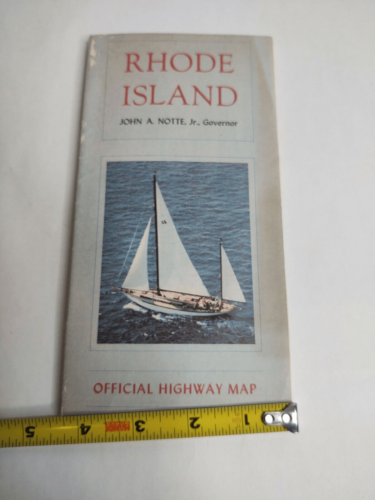 RHODE
ISLAND
JOHN A. NOTTE, Jr., Governor
OFFICIAL HIGHWAY MAP
5 4 3 2 1